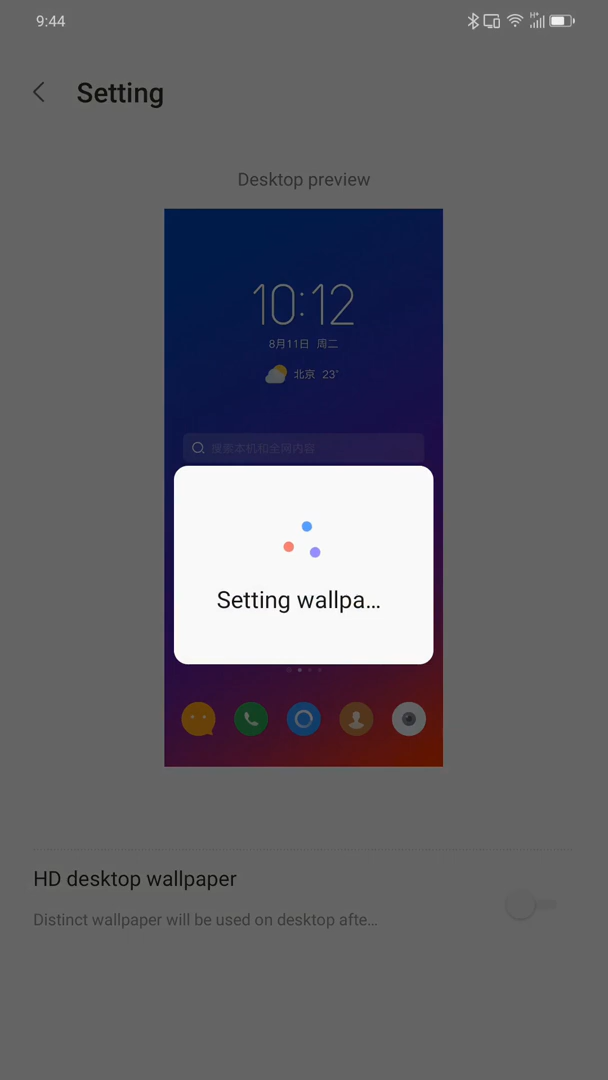 9:44
Setting
Desktop preview
10:12
8月11日 周二
北京 23°
搜索本机和全网内容
Setting wallpa...
HD desktop wallpaper
Distinct wallpaper will be used on desktop afte...